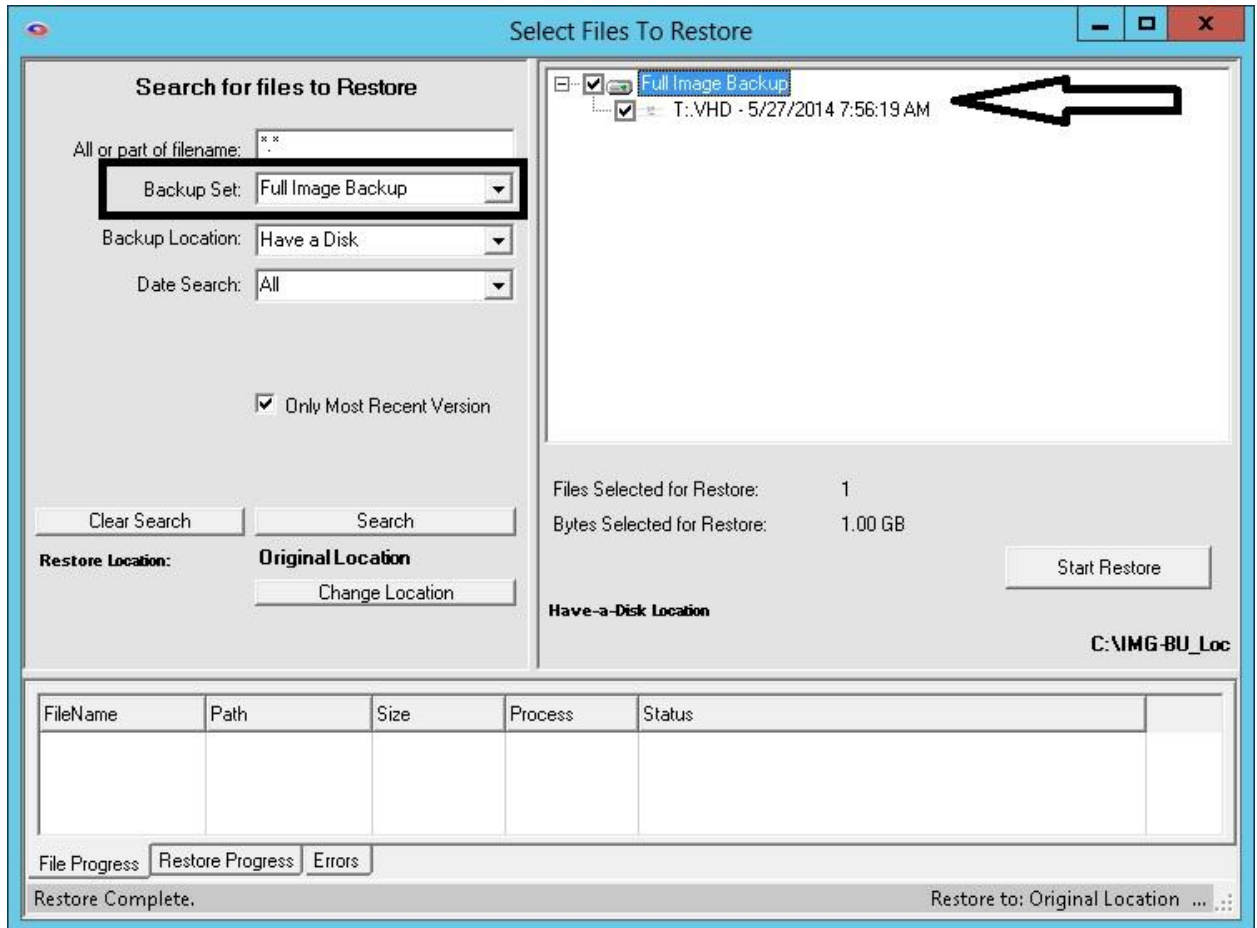 Select Files To Restore
Search for files to Restore
All or part of filename: *.*
Backup Set: Full Image Backup
Backup Location: Have a Disk
Date Search: All
Only Most Recent Version
Clear Search Search
Restore Location: Original Location
Change Location
Full Image Backup
T:.VHD - 5/27/2014 7:56:19 AM
Files Selected for Restore: 1
Bytes Selected for Restore: 1.00 GB
Start Restore
Have-a-Disk Location
C:\IMG-BU_Loc
FileName Path Size Process Status
File Progress Restore Progress Errors
Restore Complete. Restore to: Original Location ...